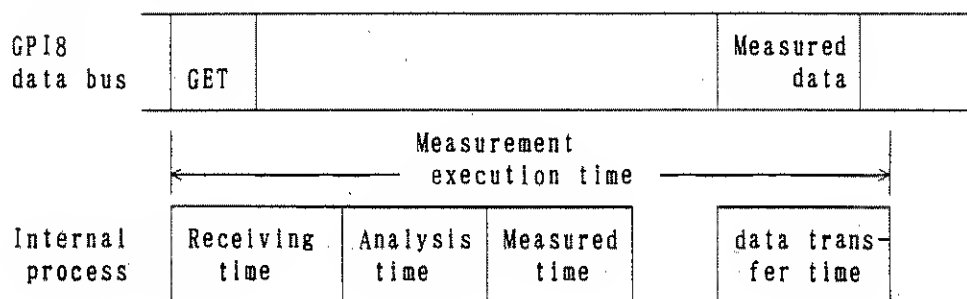 GPI8
data bus
GET
Measured
data
Measurement
execution time
Internal
process
Receiving
time
Analysis
time
Measured
time
data trans-
fer time